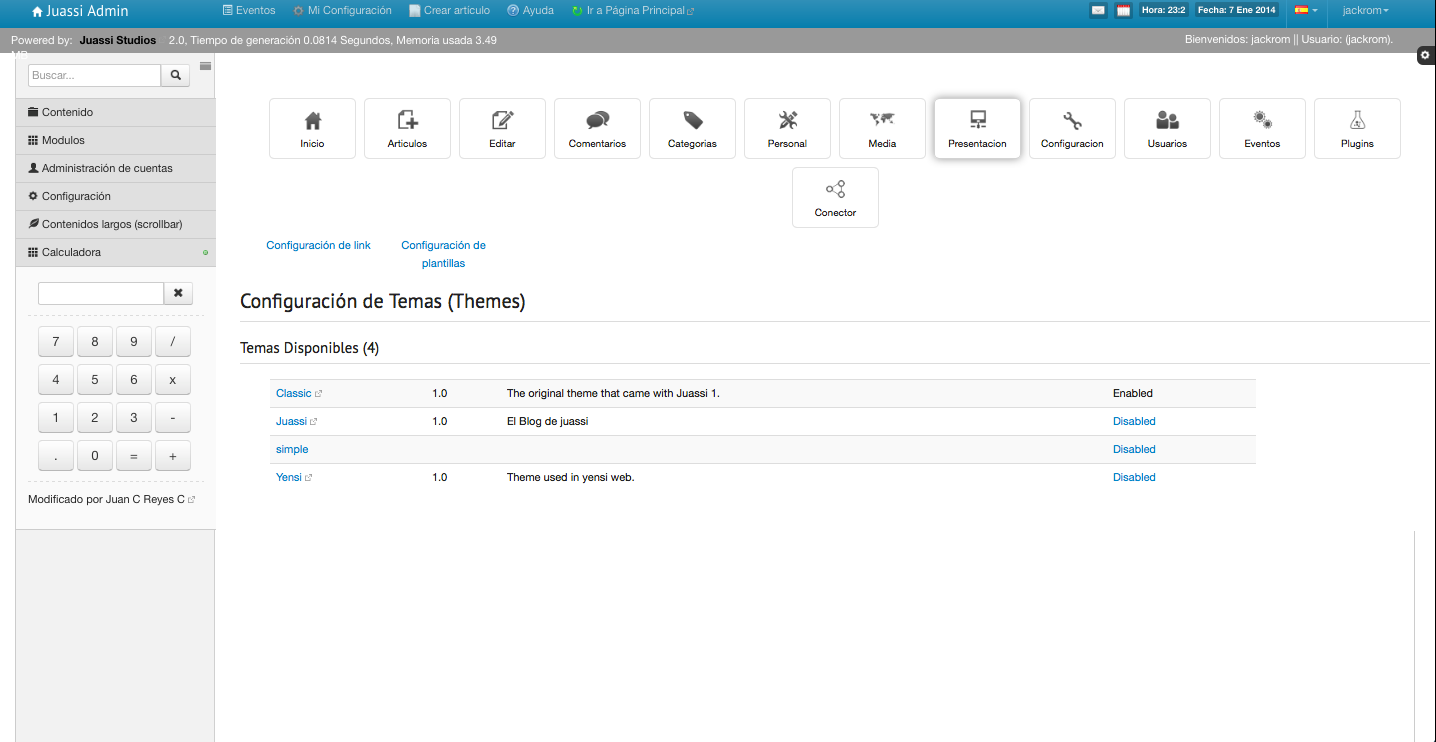 Juassi Admin
Eventos Mi Configuración Crear artículo Ayuda Ir a Página Principal
Hora: 23:2 Fecha: 7 Ene 2014 jackrom
Powered by: Juassi Studios 2.0, Tiempo de generación 0.0814 Segundos, Memoria usada 3.49
MB
Bienvenidos: jackrom || Usuario: (jackrom).
Buscar...
Contenido
Modulos
Administración de cuentas
Configuración
Contenidos largos (scrollbar)
Calculadora
7 8 9 /
4 5 6 x
1 2 3 -
. 0 = +
Modificado por Juan C Reyes C
Inicio Articulos Editar Comentarios Categorias Personal Media Presentacion Configuracion Usuarios Eventos Plugins
Conector
Configuración de link
Configuración de
plantillas
Configuración de Temas (Themes)
Temas Disponibles (4)
Classic 1.0 The original theme that came with Juassi 1. Enabled
Juassi 1.0 El Blog de juassi Disabled
simple Disabled
Yensi 1.0 Theme used in yensi web. Disabled